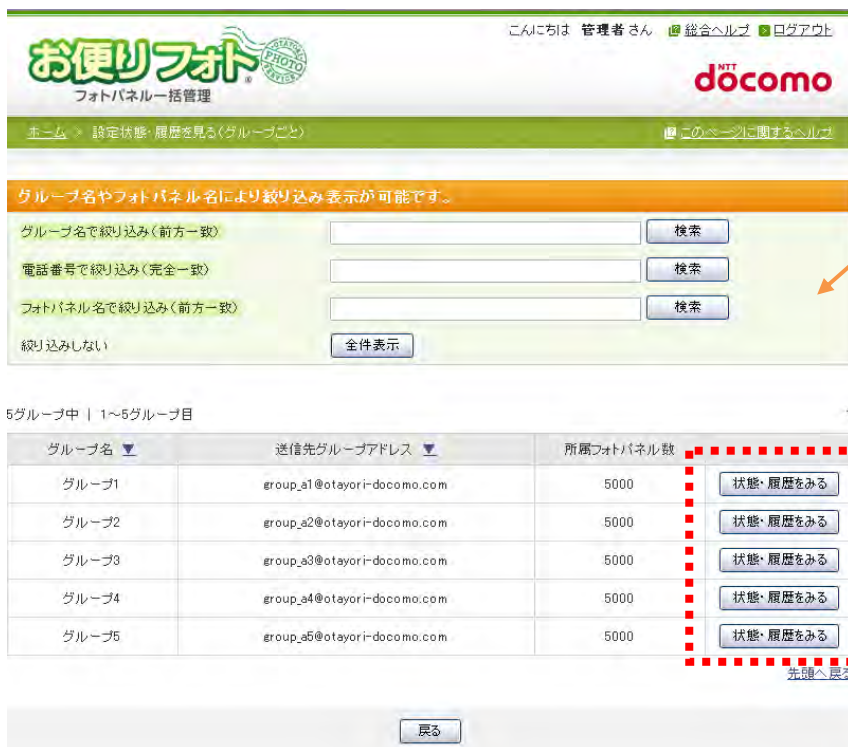 こんにちは 管理者 さん 総合ヘルプ ログアウト
お便りフォト
OTAYORI PHOTO SERVICE
フォトパネル一括管理
NTT
döcomo
ホーム > 設定状態・履歴を見る(グループごと) このページに関するヘルプ
グループ名やフォトパネル名により絞り込み表示が可能です。
グループ名で絞り込み(前方一致) 検索
電話番号で絞り込み(完全一致) 検索
フォトパネル名で絞り込み(前方一致) 検索
絞り込みしない 全件表示
5グループ中 | 1～5グループ目
グループ名 ▼ 送信先グループアドレス ▼ 所属フォトパネル数
グループ1 group_a1@otayori-docomo.com 5000 状態・履歴をみる
グループ2 group_a2@otayori-docomo.com 5000 状態・履歴をみる
グループ3 group_a3@otayori-docomo.com 5000 状態・履歴をみる
グループ4 group_a4@otayori-docomo.com 5000 状態・履歴をみる
グループ5 group_a5@otayori-docomo.com 5000 状態・履歴をみる
先頭へ戻る
戻る